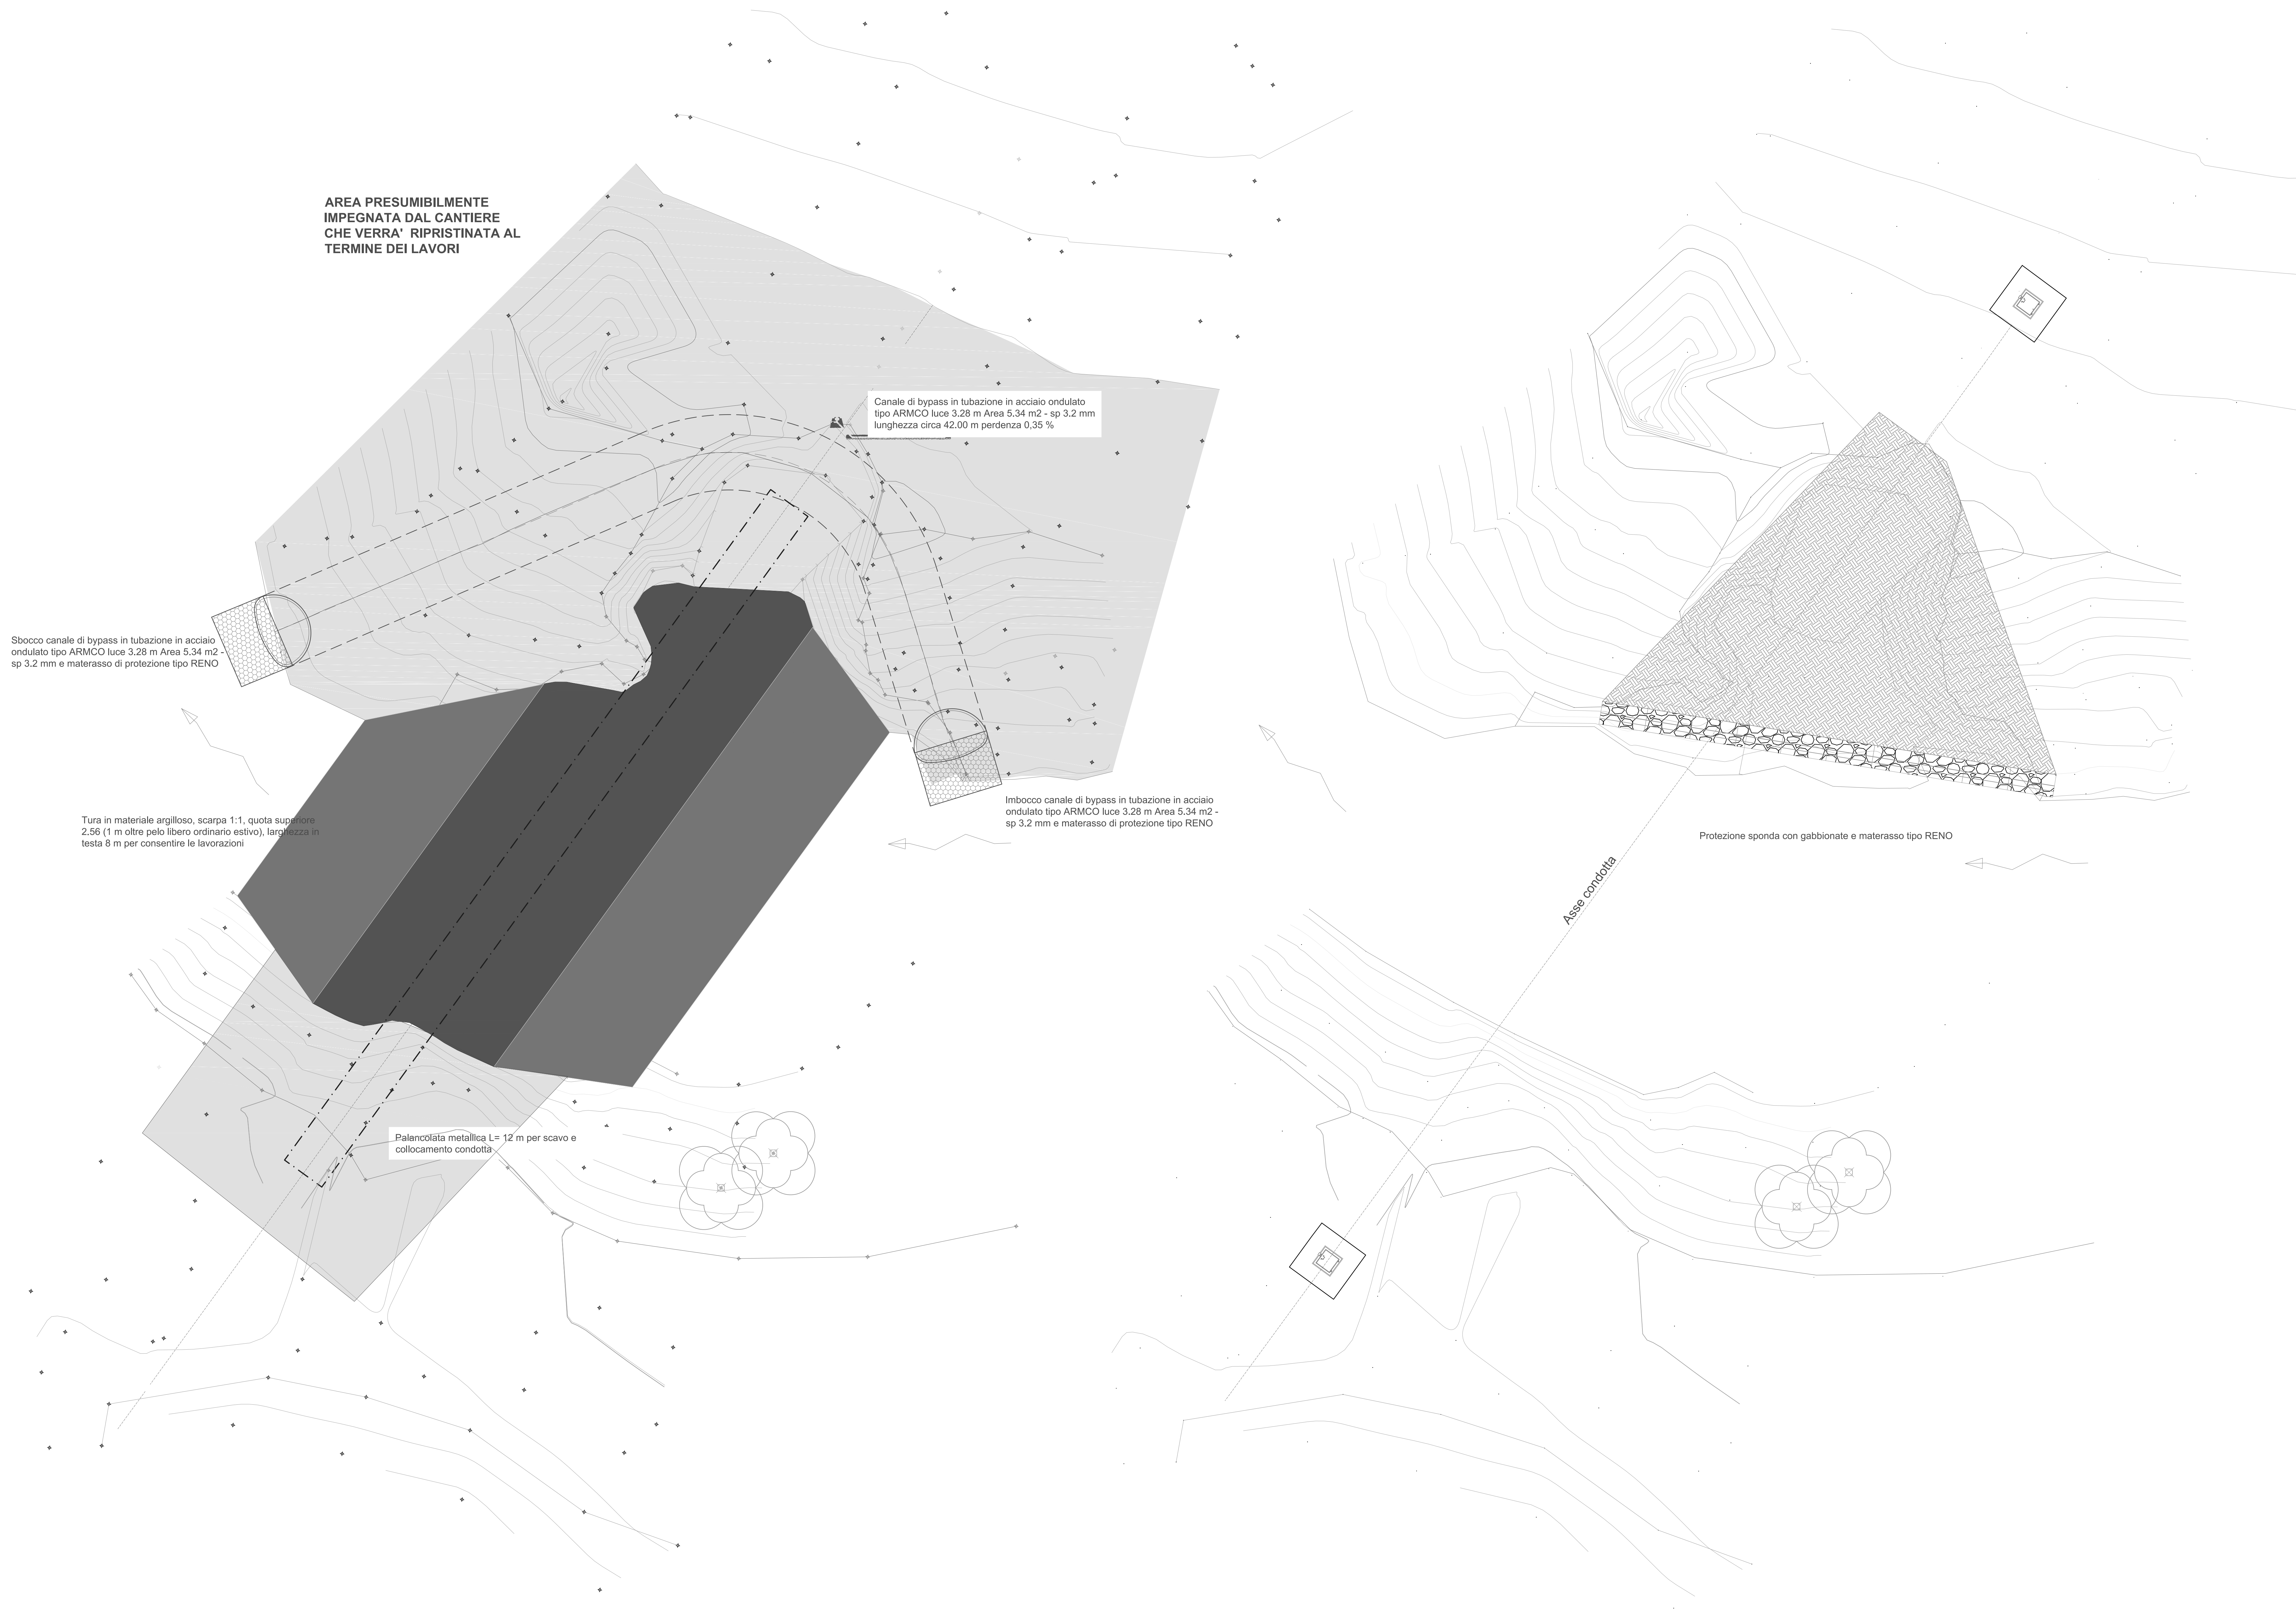 AREA PRESUMIBILMENTE
IMPEGNATA DAL CANTIERE
CHE VERRA' RIPRISTINATA AL
TERMINE DEI LAVORI
Canale di bypass in tubazione in acciaio ondulato
tipo ARMCO luce 3.28 m Area 5.34 m2 - sp 3.2 mm
lunghezza circa 42.00 m perdenza 0,35 %
Sbocco canale di bypass in tubazione in acciaio
ondulato tipo ARMCO luce 3.28 m Area 5.34 m2 -
sp 3.2 mm e materasso di protezione tipo RENO
Imbocco canale di bypass in tubazione in acciaio
ondulato tipo ARMCO luce 3.28 m Area 5.34 m2 -
sp 3.2 mm e materasso di protezione tipo RENO
Tura in materiale argilloso, scarpa 1:1, quota superiore
2.56 (1 m oltre pelo libero ordinario estivo), larghezza in
testa 8 m per consentire le lavorazioni
Palancolata metallica L= 12 m per scavo e
collocamento condotta
Protezione sponda con gabbionate e materasso tipo RENO
Asse condotta